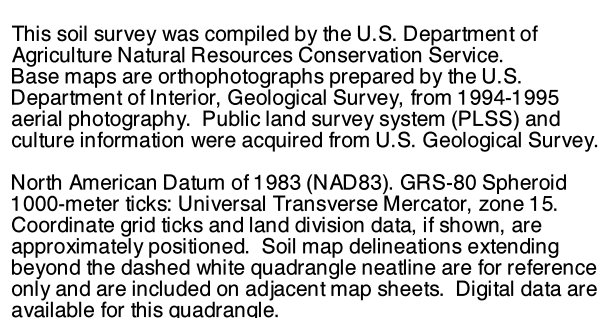 This soil survey was compiled by the U.S. Department of
Agriculture Natural Resources Conservation Service.
Base maps are orthophotographs prepared by the U.S.
Department of Interior, Geological Survey, from 1994-1995
aerial photography.  Public land survey system (PLSS) and
culture information were acquired from U.S. Geological Survey.

North American Datum of 1983 (NAD83). GRS-80 Spheroid
1000-meter ticks: Universal Transverse Mercator, zone 15.
Coordinate grid ticks and land division data, if shown, are
approximately positioned.  Soil map delineations extending
beyond the dashed white quadrangle neatline are for reference
only and are included on adjacent map sheets.  Digital data are
available for this quadrangle.